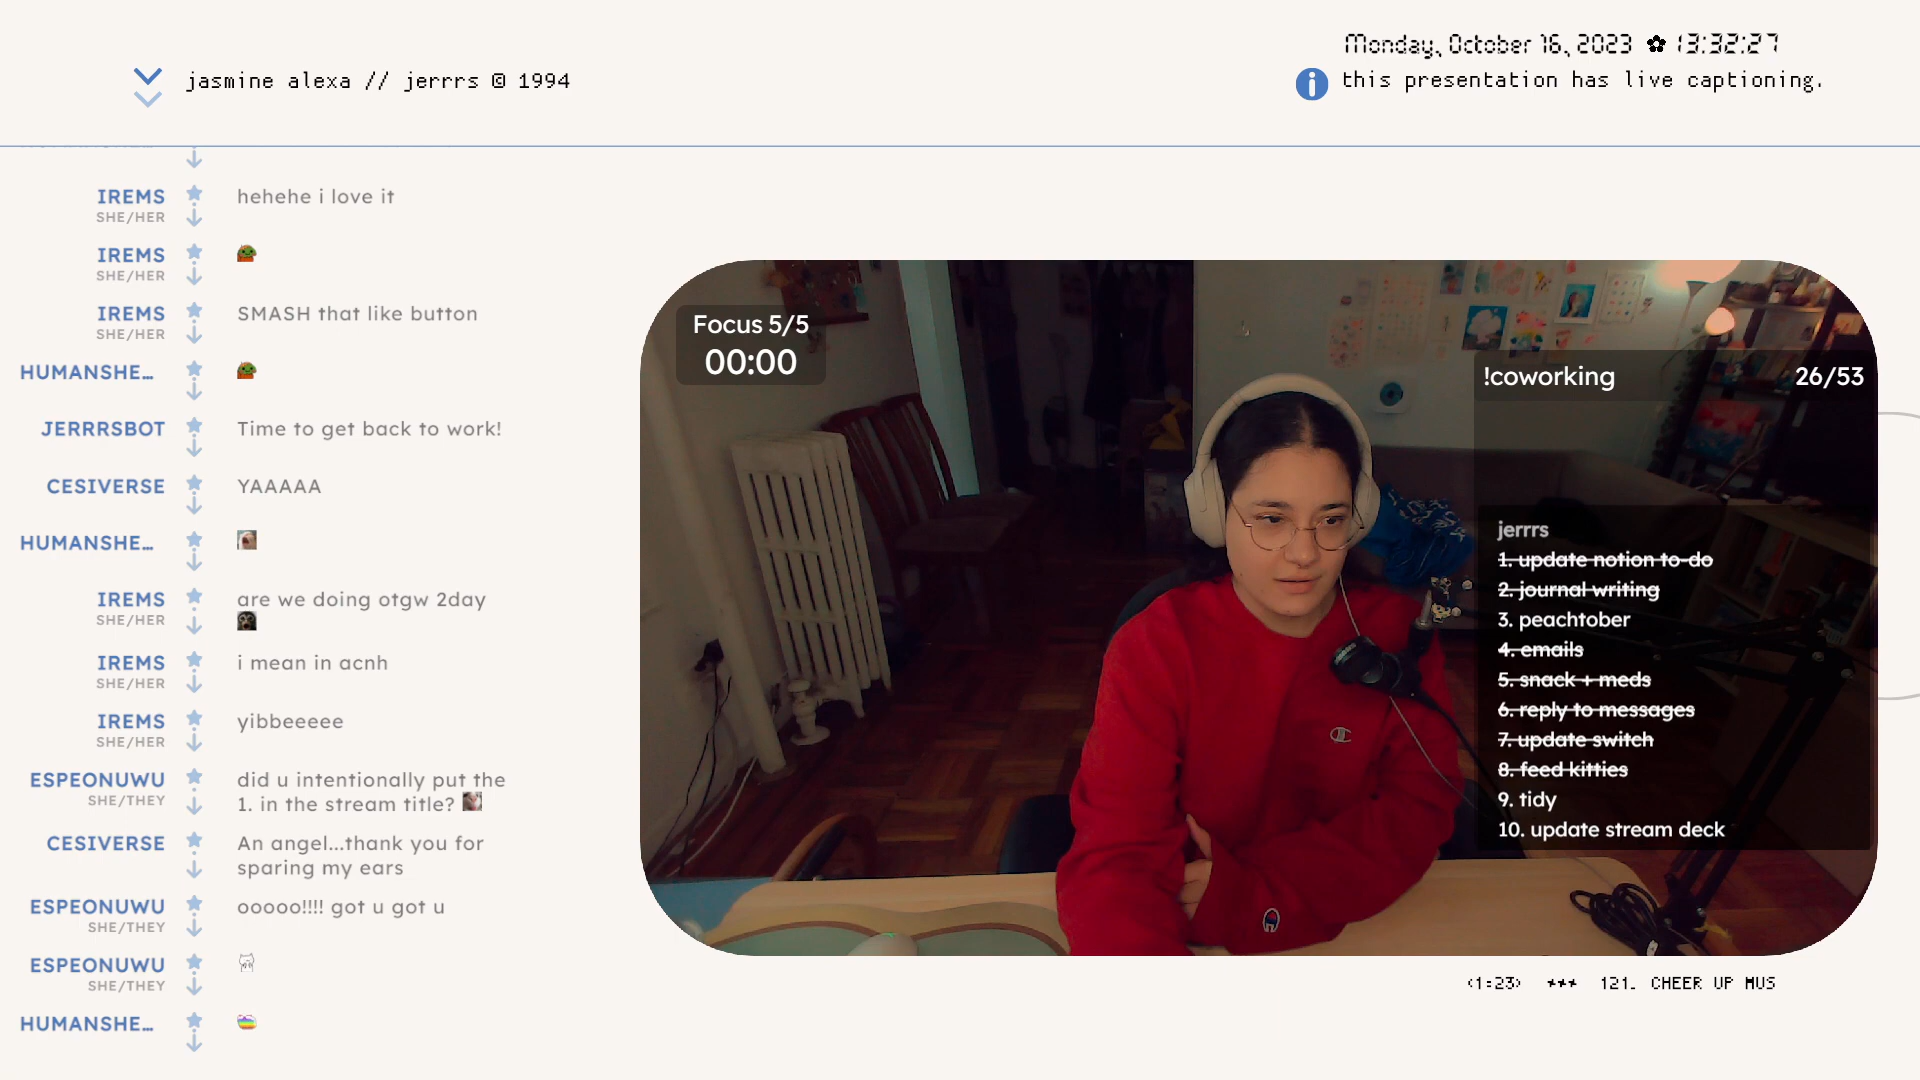 Monday, October 16, 2023 ✿ 13:32:27
jasmine alexa // jerrrs © 1994
this presentation has live captioning.
IREMS
SHE/HER
hehehe i love it
IREMS
SHE/HER
IREMS
SHE/HER
SMASH that like button
HUMANSHE...
JERRRSBOT
Time to get back to work!
CESIVERSE
YAAAAA
HUMANSHE...
IREMS
SHE/HER
are we doing otgw 2day
IREMS
SHE/HER
i mean in acnh
IREMS
SHE/HER
yibbeeeee
ESPEONUWU
SHE/THEY
did u intentionally put the
1. in the stream title?
CESIVERSE
An angel...thank you for
sparing my ears
ESPEONUWU
SHE/THEY
ooooo!!!! got u got u
ESPEONUWU
SHE/THEY
HUMANSHE...
Focus 5/5
00:00
!coworking 26/53
jerrrs
1. update notion to-do
2. journal writing
3. peachtober
4. emails
5. snack + meds
6. reply to messages
7. update switch
8. feed kitties
9. tidy
10. update stream deck
<1:23> *** 121. CHEER UP MUS